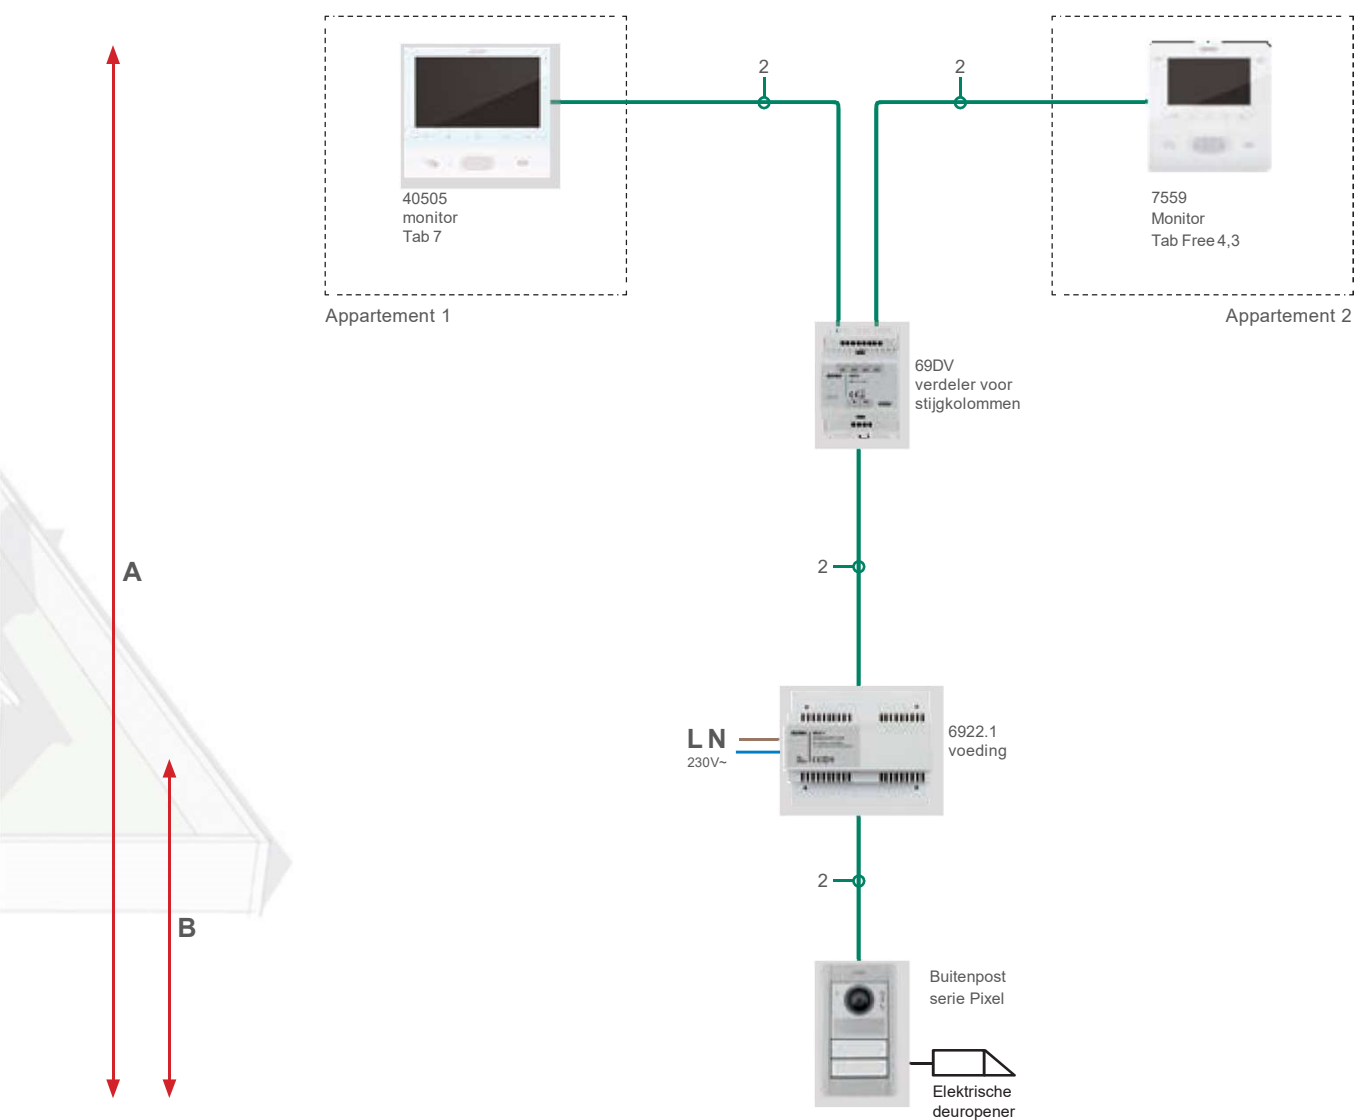 2
2
40505
monitor
Tab 7
7559
Monitor
Tab Free 4,3
Appartement 1
Appartement 2
69DV
verdeler voor
stijgkolommen
A
2
L N
230V~
6922.1
voeding
2
B
Buitenpost
serie Pixel
Elektrische
deuropener